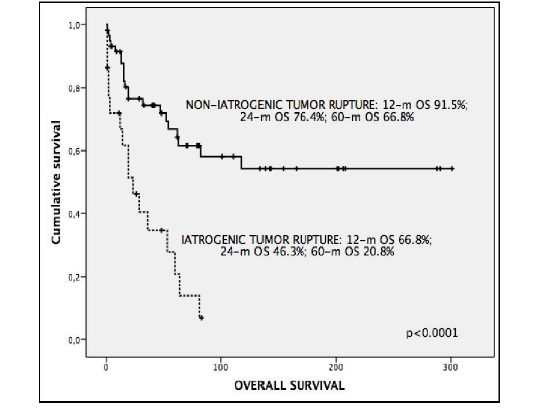 1,0
0,8
0,6
0,4
0,2
0,0
Cumulative survival
NON-IATROGENIC TUMOR RUPTURE: 12-m OS 91.5%;
24-m OS 76.4%; 60-m OS 66.8%
IATROGENIC TUMOR RUPTURE: 12-m OS 66.8%;
24-m OS 46.3%; 60-m OS 20.8%
p<0.0001
0
100
200
300
OVERALL SURVIVAL